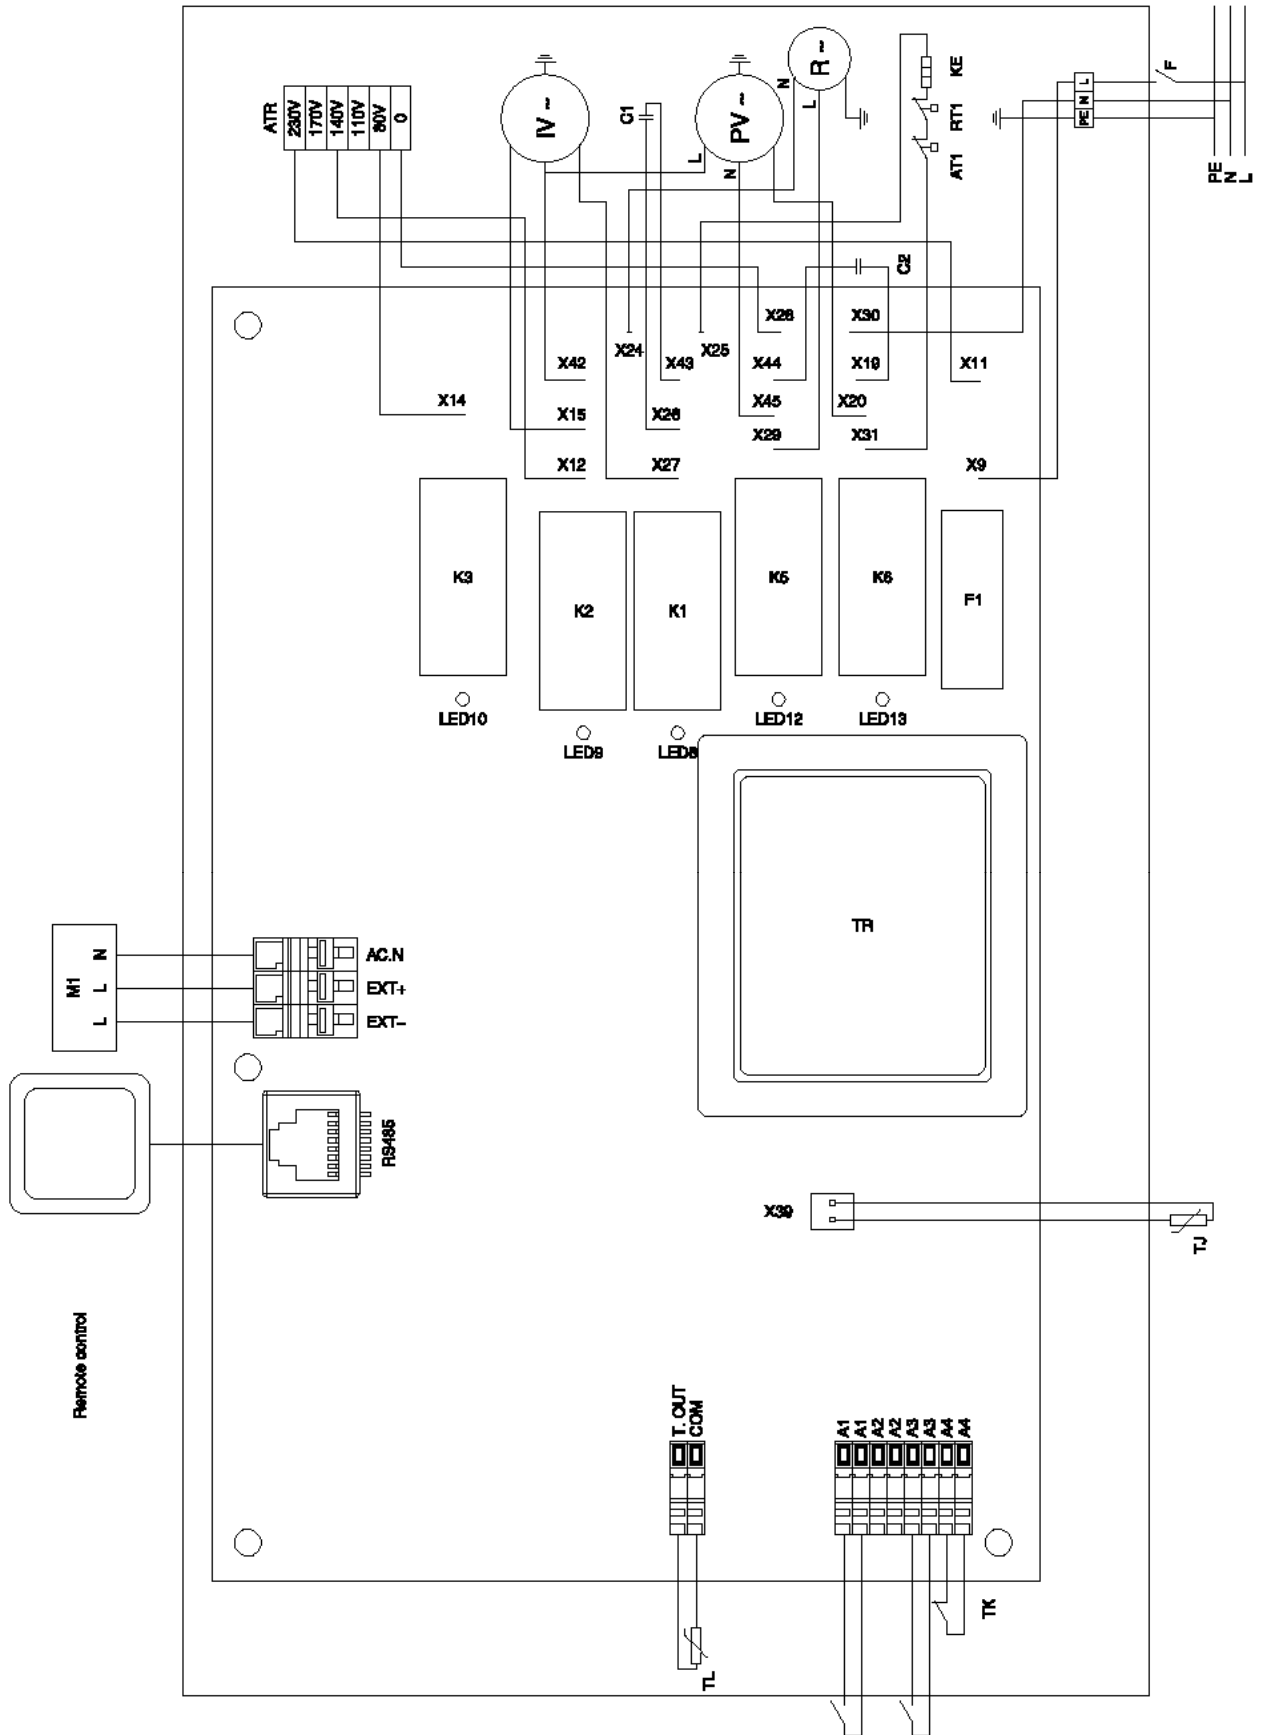 ATR
230V
170V
140V
110V
80V
0
IV ~
C1
PV ~
L
N
R ~
N
L
KE
RT1
AT1
PE
N
L
F
PE
N
L
C2
X28
X30
X24
X25
X42
X43
X44
X19
X11
X14
X15
X26
X45
X20
X29
X31
X12
X27
X9
K3
K2
K1
K5
K6
F1
LED10
LED9
LED8
LED12
LED13
TR
M1
N
L
L
AC.N
EXT+
EXT-
RS485
Remote control
X39
TJ
T. OUT
COM
TL
A1
A1
A2
A2
A3
A3
A4
A4
TK